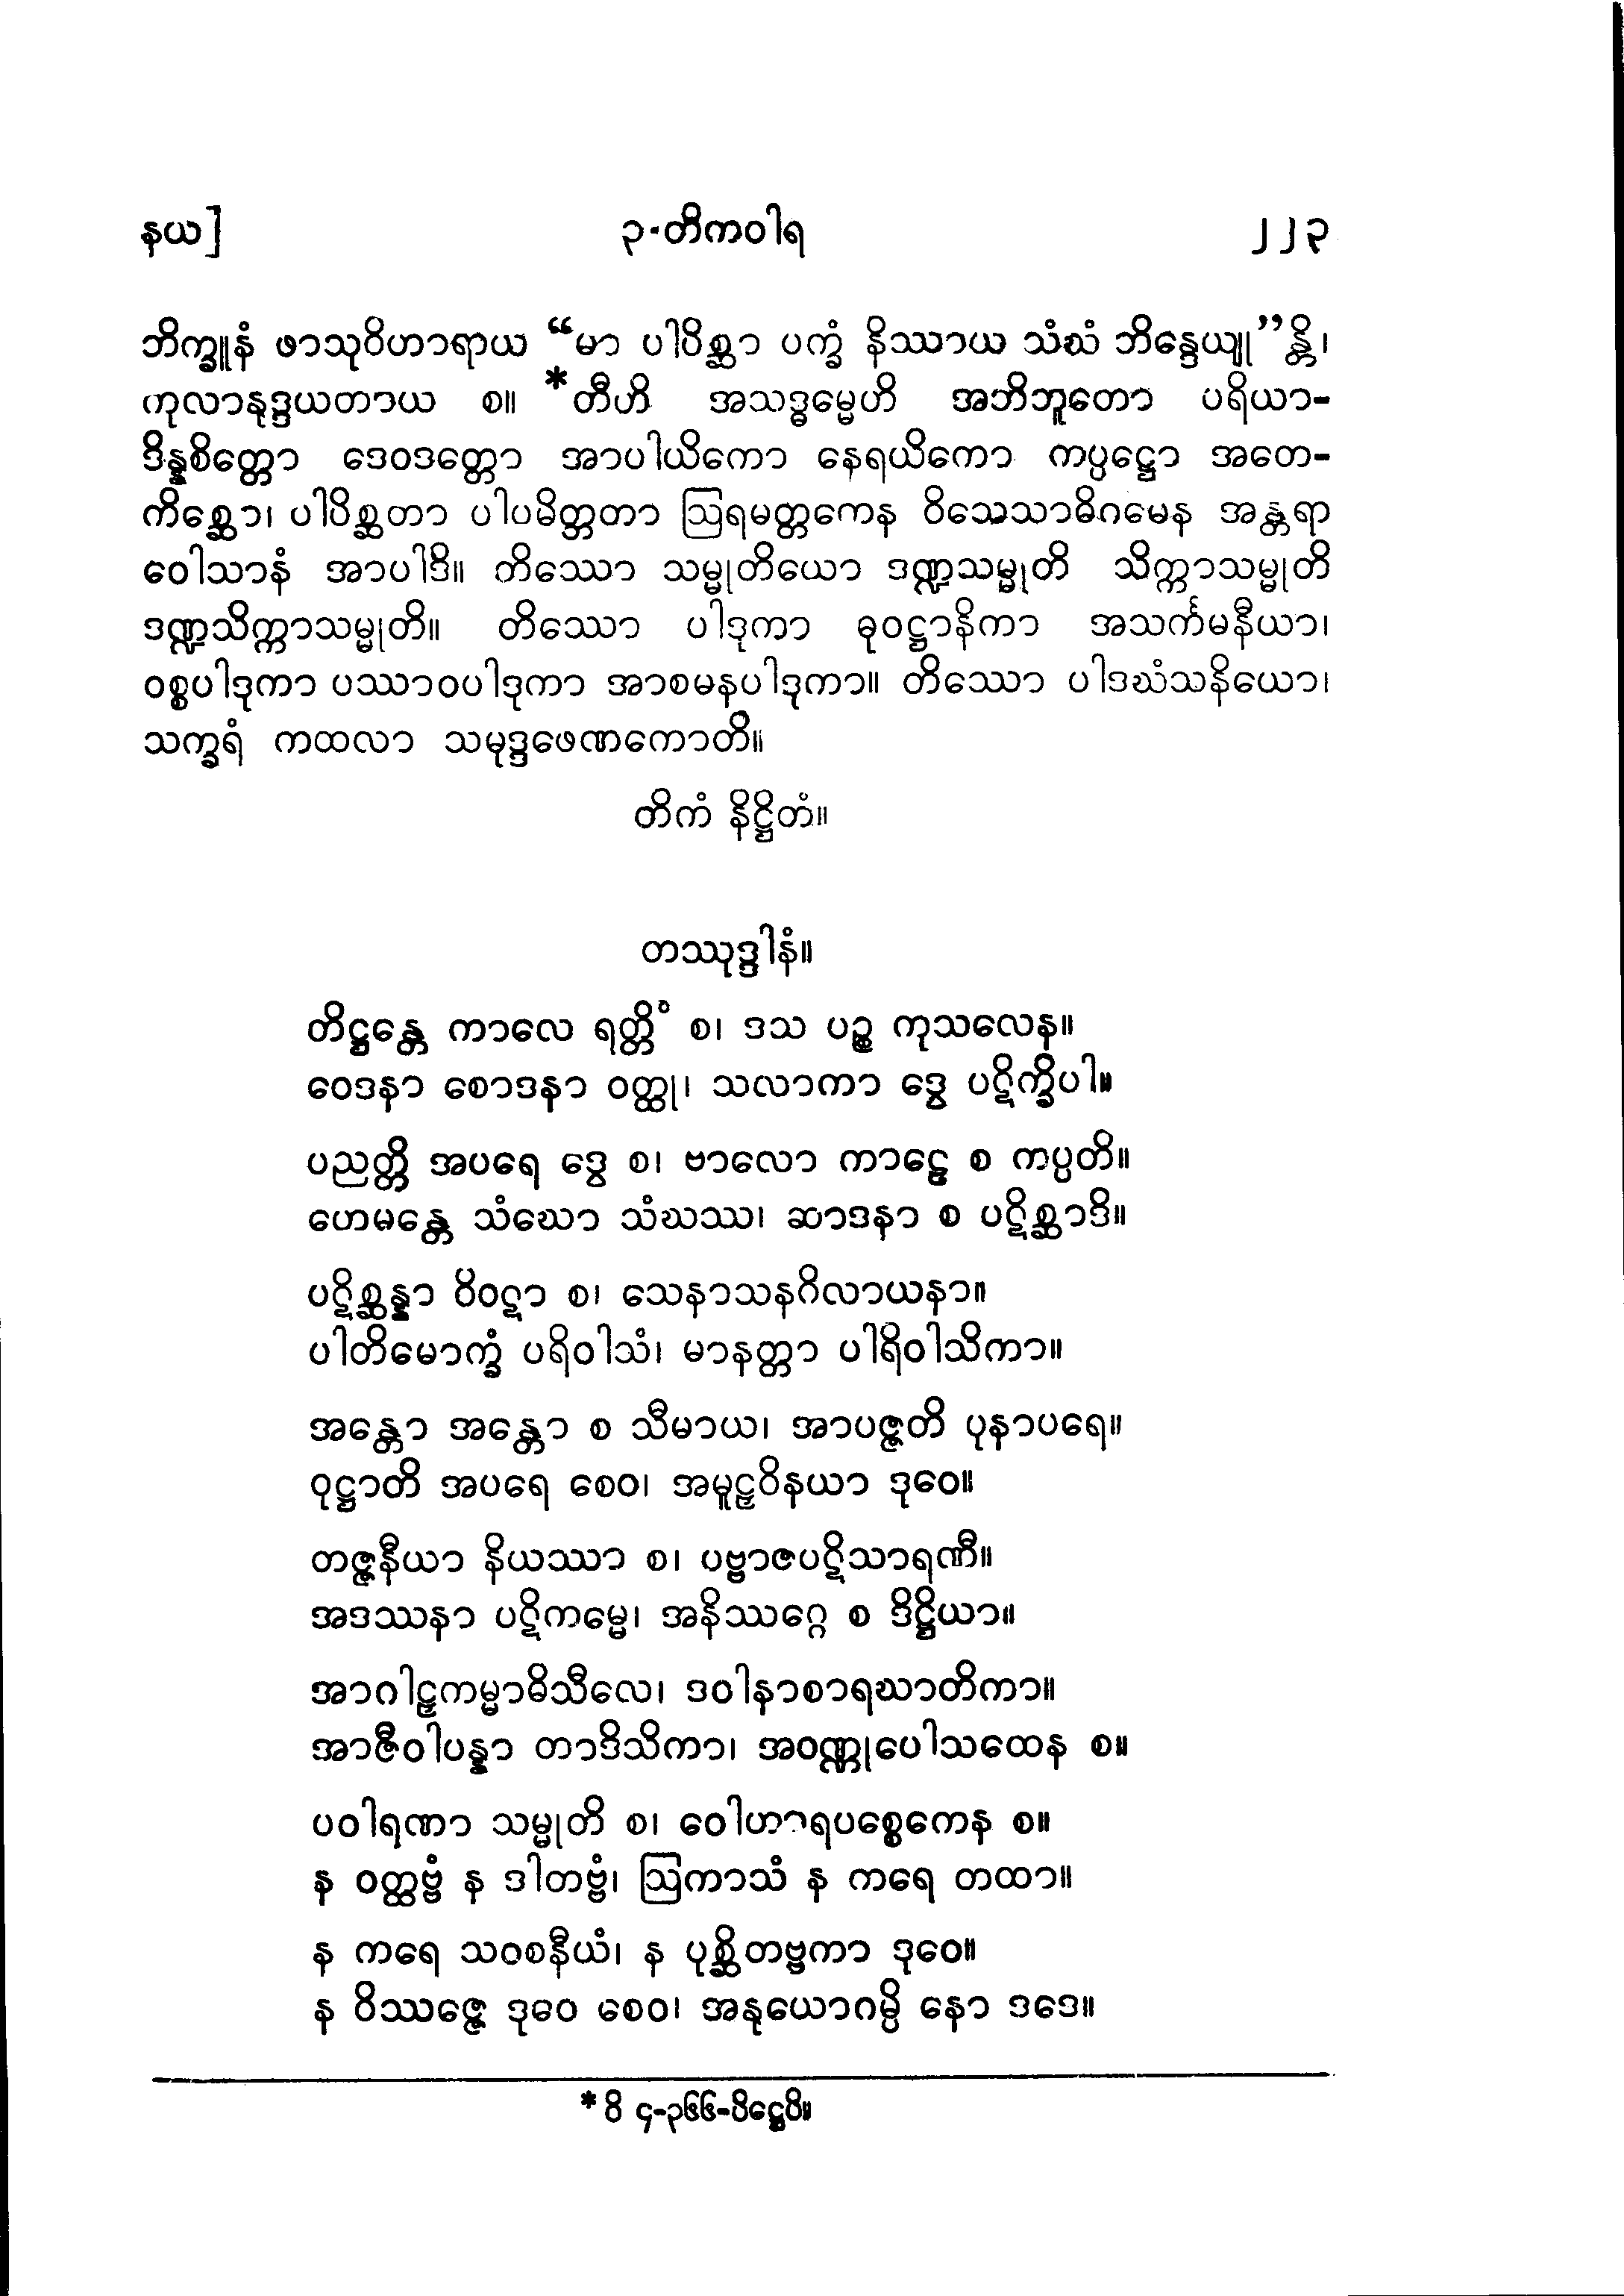 နယ]
၃-တိကဝါရ
၂၂၃
ဘိက္ခူနံ ဖာသုဝိဟာရာယ “မာ ပါပိစ္ဆာ ပက္ခံ နိဿာယ သံဃံ ဘိန္ဒေယျု”န္တိ၊
ကုလာနုဒ္ဒယတာယ စ။ *တီဟိ အသဒ္ဓမ္မေဟိ အဘိဘူတော ပရိယာ-
ဒိန္နစိတ္တော ဒေဝဒတ္တော အာပါယိကော နေရယိကော ကပ္ပဋ္ဌော အတေ-
ကိစ္ဆော၊ ပါပိစ္ဆတာ ပါပမိတ္တတာ ဩရမတ္တကေန ဝိသေသာဓိဂမေန အန္တရာ
ဝေါသာနံ အာပါဒိ။ တိဿော သမ္မုတိယော ဒဏ္ဍသမ္မုတိ သိက္ကာသမ္မုတိ
ဒဏ္ဍသိက္ကာသမ္မုတိ။ တိဿော ပါဒုကာ ဓုဝဋ္ဌာနိကာ အသင်္ကမနီယာ၊
ဝစ္စပါဒုကာ ပဿာဝပါဒုကာ အာစမနပါဒုကာ။ တိဿော ပါဒဃံသနိယော၊
သက္ခရံ ကထလာ သမုဒ္ဒဖေဏကောတိ။
တိကံ နိဋ္ဌိတံ။
တဿုဒ္ဒါနံ။
တိဋ္ဌန္တေ ကာလေ ရတ္တိံ စ၊ ဒသ ပဉ္စ ကုသလေန။
ဝေဒနာ စောဒနာ ဝတ္ထု၊ သလာကာ ဒွေ ပဋိက္ခိပါ။
ပညတ္တိ အပရေ ဒွေ စ၊ ဗာလော ကာဠေ စ ကပ္ပတိ။
ဟေမန္တေ သံဃော သံဃဿ၊ ဆာဒနာ စ ပဋိစ္ဆာဒိ။
ပဋိစ္ဆန္နာ ဝိဝဋာ စ၊ သေနာသနဂိလာယနာ။
ပါတိမောက္ခံ ပရိဝါသံ၊ မာနတ္တာ ပါရိဝါသိကာ။
အန္တော အန္တော စ သီမာယ၊ အာပဇ္ဇတိ ပုနာပရေ။
ဝုဋ္ဌာတိ အပရေ စေဝ၊ အမူဠှဝိနယာ ဒုဝေ။
တဇ္ဇနီယာ နိယဿာ စ၊ ပဗ္ဗာဇပဋိသာရဏီ။
အဒဿနာ ပဋိကမ္မေ၊ အနိဿဂ္ဂေ စ ဒိဋ္ဌိယာ။
အာဂါဠှကမ္မာဓိသီလေ၊ ဒဝါနာစာရဃာတိကာ။
အာဇီဝါပန္နာ တာဒိသိကာ၊ အဝဏ္ဏုပေါသထေန စ။
ပဝါရဏာ သမ္မုတိ စ၊ ဝေါဟာရပစ္စေကေန စ။
န ဝတ္ထဗ္ဗံ န ဒါတဗ္ဗံ၊ ဩကာသံ န ကရေ တထာ။
န ကရေ သဝစနီယံ၊ န ပုစ္ဆိတဗ္ဗကာ ဒုဝေ။
န ဝိဿဇ္ဇေ ဒုဝေ စေဝ၊ အနုယောဂမ္ပိ နော ဒဒေ။
* ဝိ ၄-၃၆၆-ပိဋ္ဌေပိ။